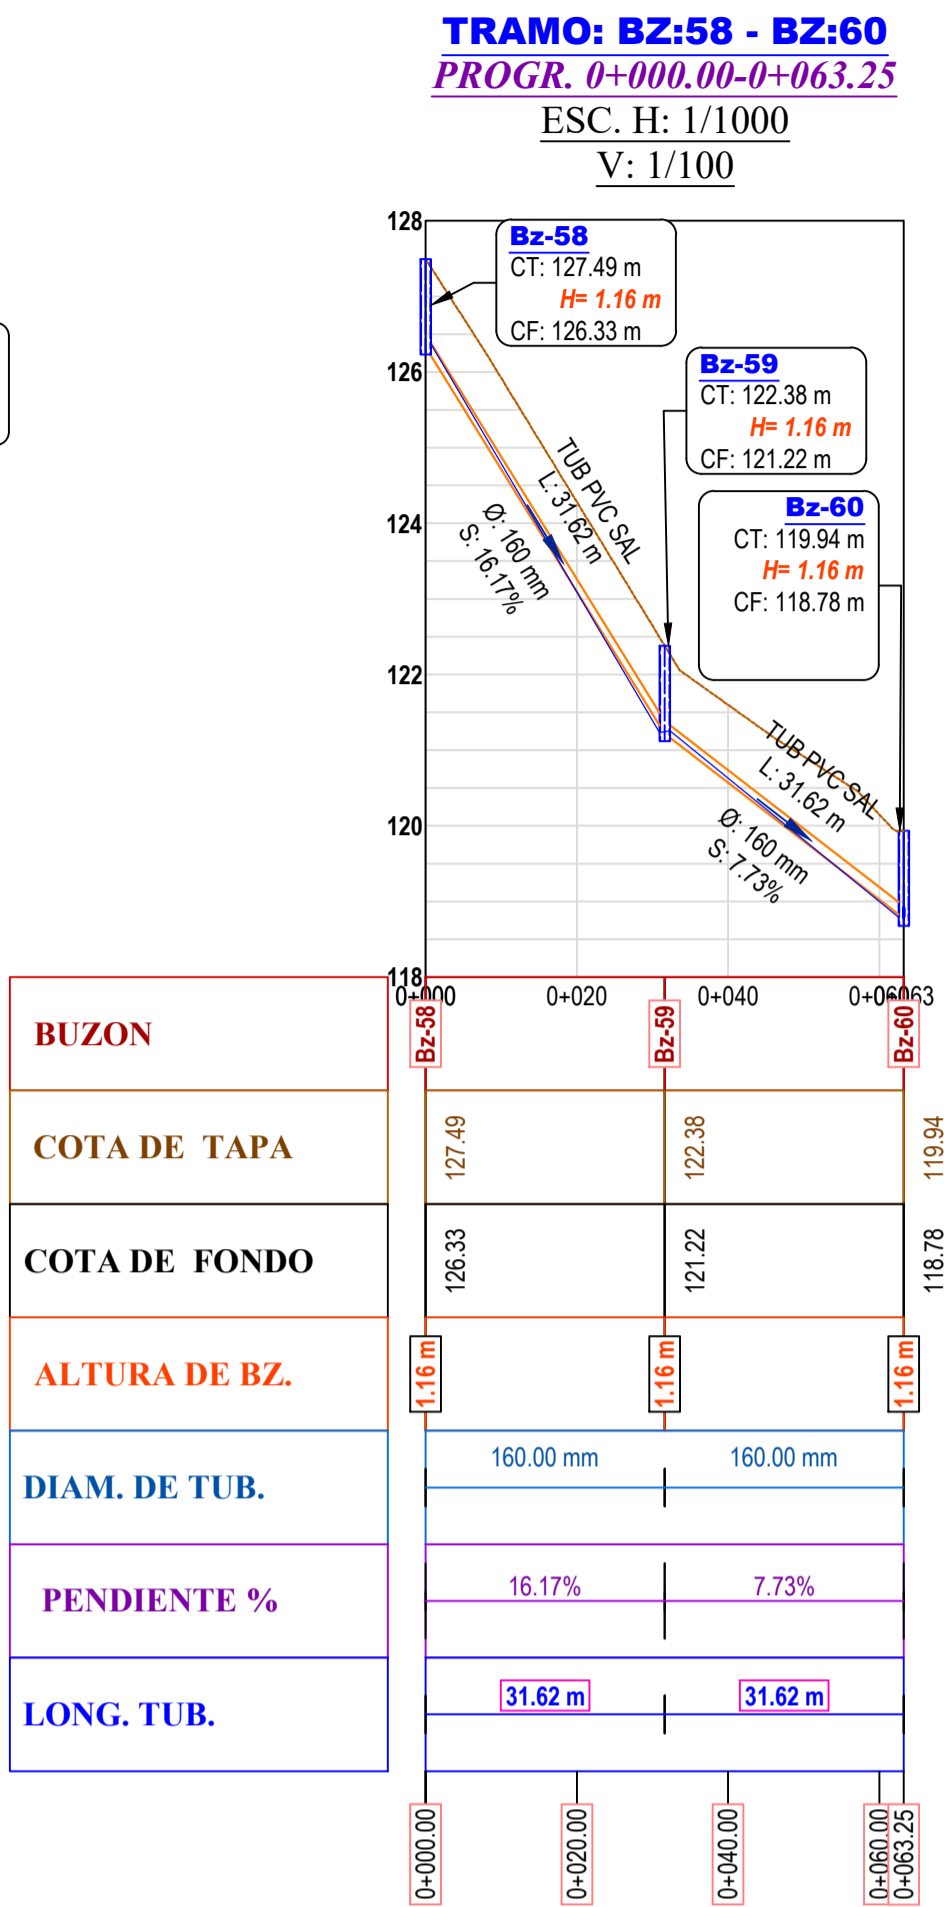 TRAMO: BZ:58 - BZ:60
PROGR. 0+000.00-0+063.25
ESC. H: 1/1000
V: 1/100
128
126
124
122
120
118
Bz-58
CT: 127.49 m
H= 1.16 m
CF: 126.33 m
Bz-59
CT: 122.38 m
H= 1.16 m
CF: 121.22 m
Bz-60
CT: 119.94 m
H= 1.16 m
CF: 118.78 m
TUB PVC SAL
L: 31.62 m
Ø: 160 mm
S: 16.17%
TUB PVC SAL
L: 31.62 m
Ø: 160 mm
S: 7.73%
0+000
0+020
0+040
BUZON
Bz-58
Bz-59
Bz-60
COTA DE TAPA
127.49
122.38
119.94
COTA DE FONDO
126.33
121.22
118.78
ALTURA DE BZ.
1.16 m
1.16 m
1.16 m
DIAM. DE TUB.
160.00 mm
160.00 mm
PENDIENTE %
16.17%
7.73%
LONG. TUB.
31.62 m
31.62 m
0+000.00
0+020.00
0+040.00
0+060.00
0+063.25